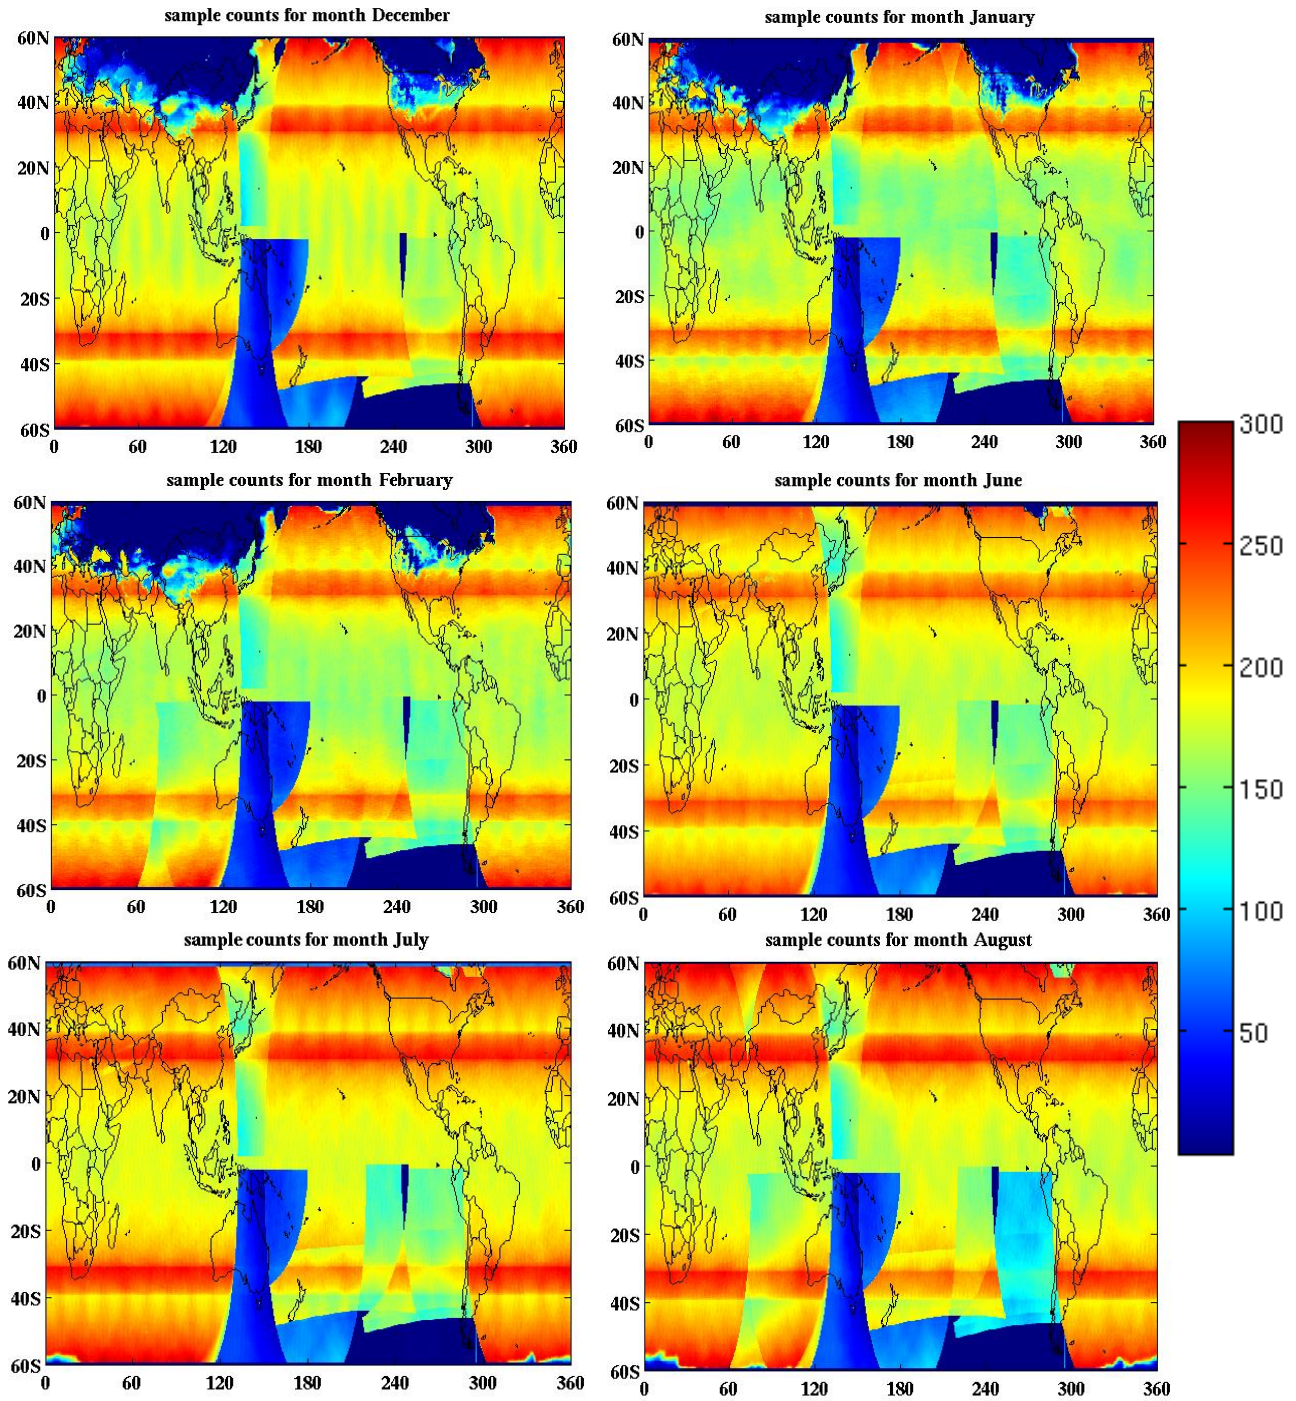 sample counts for month December
60N
40N
20N
0
20S
40S
60S
0 60 120 180 240 300 360
sample counts for month January
60N
40N
20N
0
20S
40S
60S
0 60 120 180 240 300 360
sample counts for month February
60N
40N
20N
0
20S
40S
60S
0 60 120 180 240 300 360
sample counts for month June
60N
40N
20N
0
20S
40S
60S
0 60 120 180 240 300 360
sample counts for month July
60N
40N
20N
0
20S
40S
60S
0 60 120 180 240 300 360
sample counts for month August
60N
40N
20N
0
20S
40S
60S
0 60 120 180 240 300 360
300
250
200
150
100
50